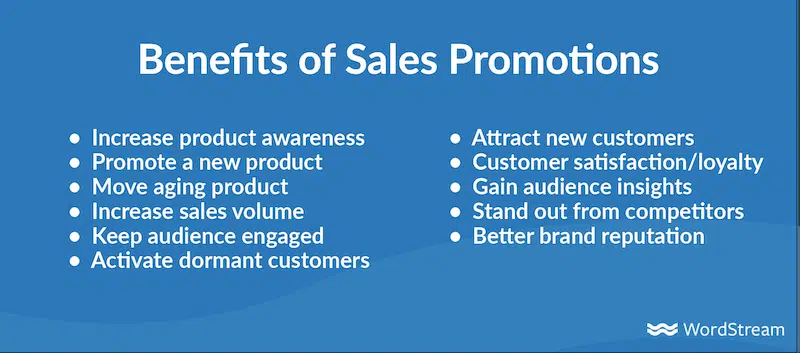 Benefits of Sales Promotions
• Increase product awareness
• Promote a new product
• Move aging product
• Increase sales volume
• Keep audience engaged
• Activate dormant customers
• Attract new customers
• Customer satisfaction/loyalty
• Gain audience insights
• Stand out from competitors
• Better brand reputation
WordStream